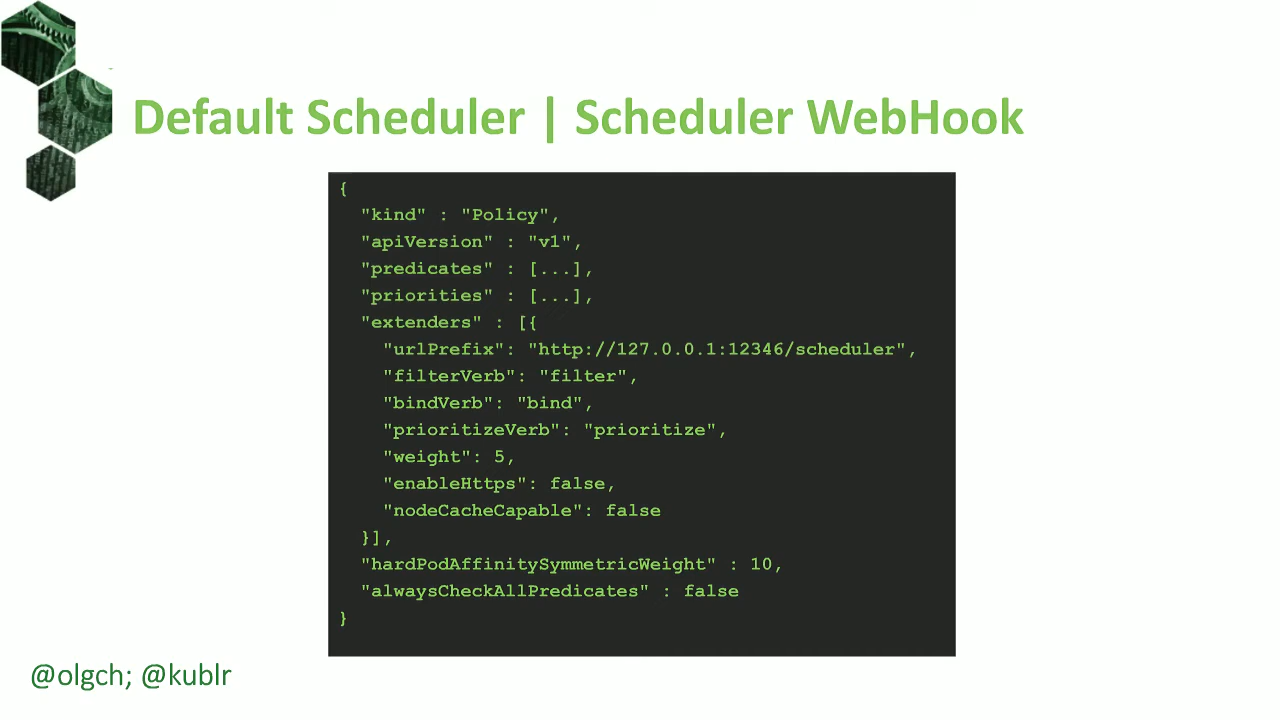 Default Scheduler | Scheduler WebHook
{
"kind" : "Policy",
"apiVersion" : "v1",
"predicates" : [...],
"priorities" : [...],
"extenders" : [{
"urlPrefix": "http://127.0.0.1:12346/scheduler",
"filterVerb": "filter",
"bindVerb": "bind",
"prioritizeVerb": "prioritize",
"weight": 5,
"enableHttps": false,
"nodeCacheCapable": false
}],
"hardPodAffinitySymmetricWeight" : 10,
"alwaysCheckAllPredicates" : false
}
@olgch; @kublr